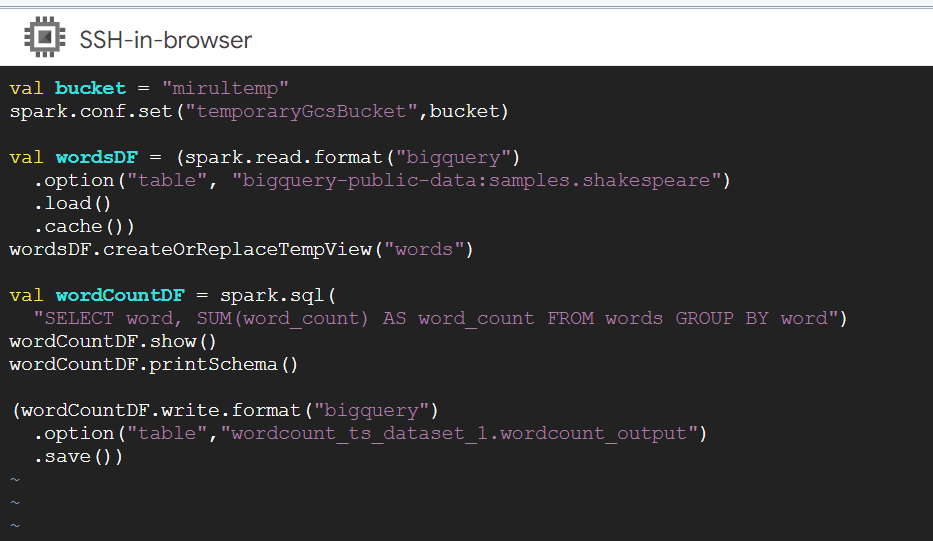 SSH-in-browser
val bucket = "mirultemp"
spark.conf.set("temporaryGcsBucket",bucket)
val wordsDF = (spark.read.format("bigquery")
.option("table", "bigquery-public-data:samples.shakespeare")
.load()
.cache())
wordsDF.createOrReplaceTempView("words")
val wordCountDF = spark.sql(
"SELECT word, SUM(word_count) AS word_count FROM words GROUP BY word")
wordCountDF.show()
wordCountDF.printSchema()
(wordCountDF.write.format("bigquery")
.option("table","wordcount_ts_dataset_1.wordcount_output")
.save())
~
~
~